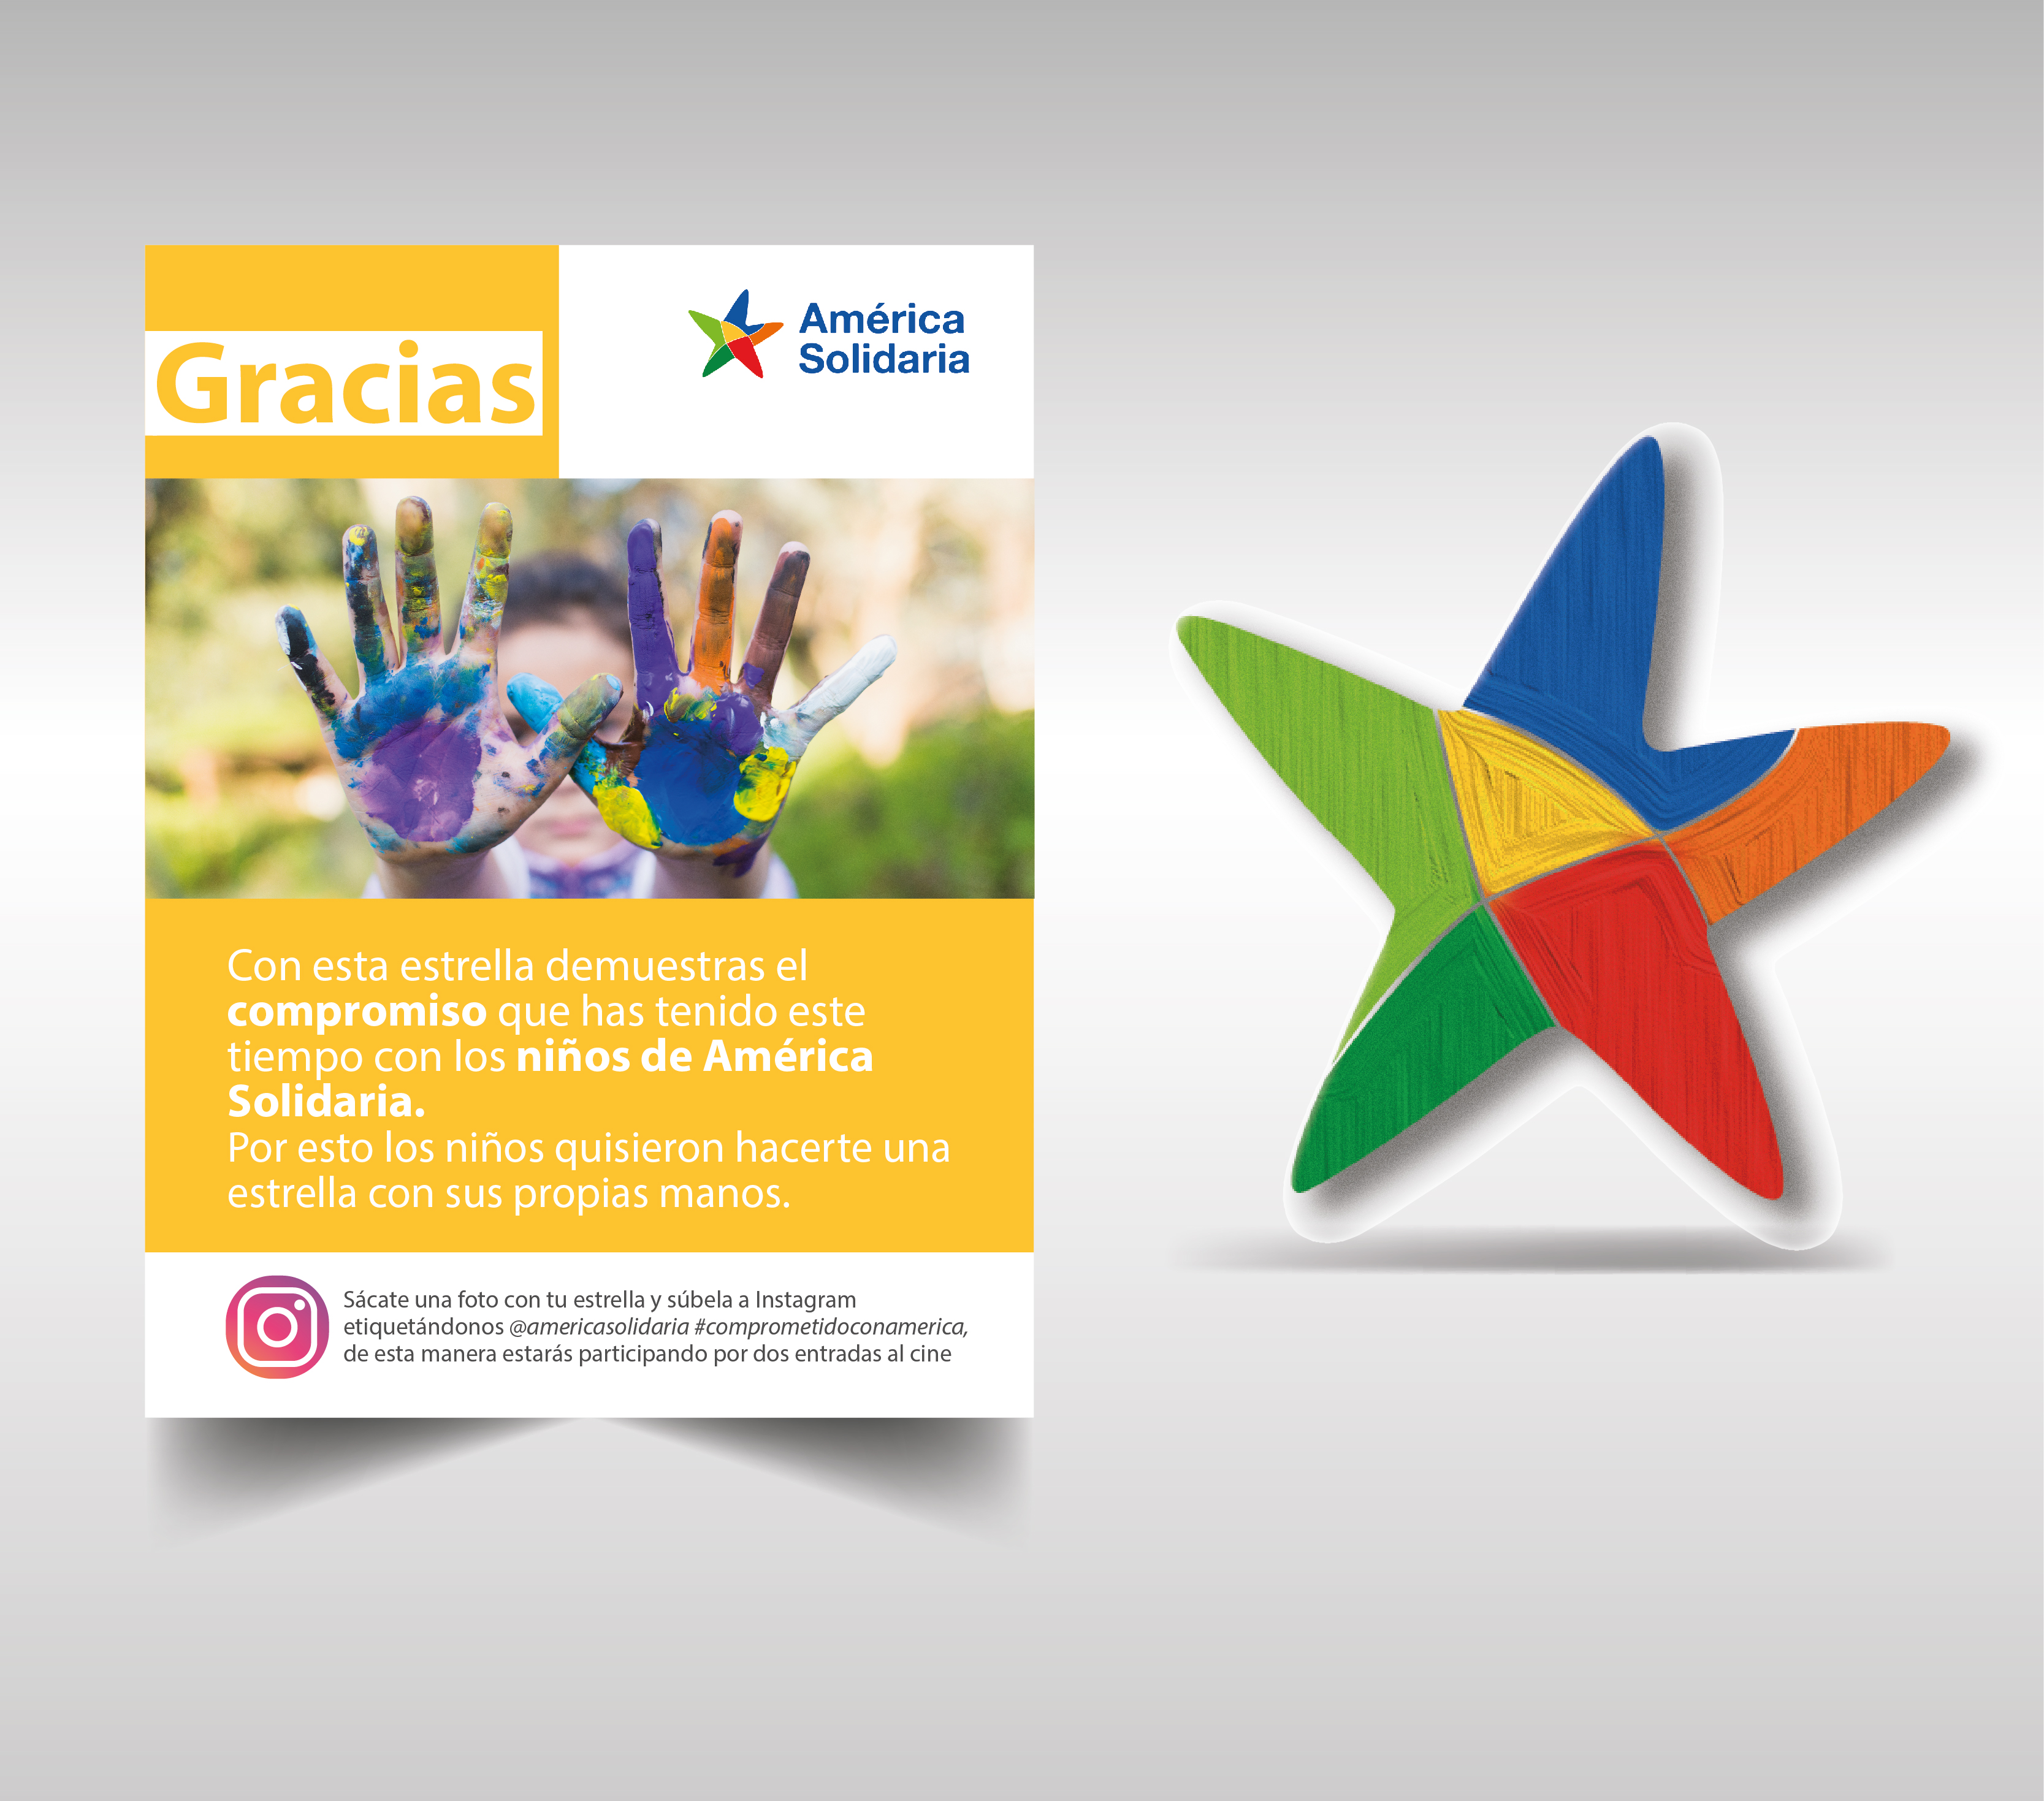 Gracias
América
Solidaria
Con esta estrella demuestras el
compromiso que has tenido este
tiempo con los niños de América
Solidaria.
Por esto los niños quisieron hacerte una
estrella con sus propias manos.
Sácate una foto con tu estrella y súbela a Instagram
etiquetándonos @americasolidaria #comprometidoconamerica,
de esta manera estarás participando por dos entradas al cine